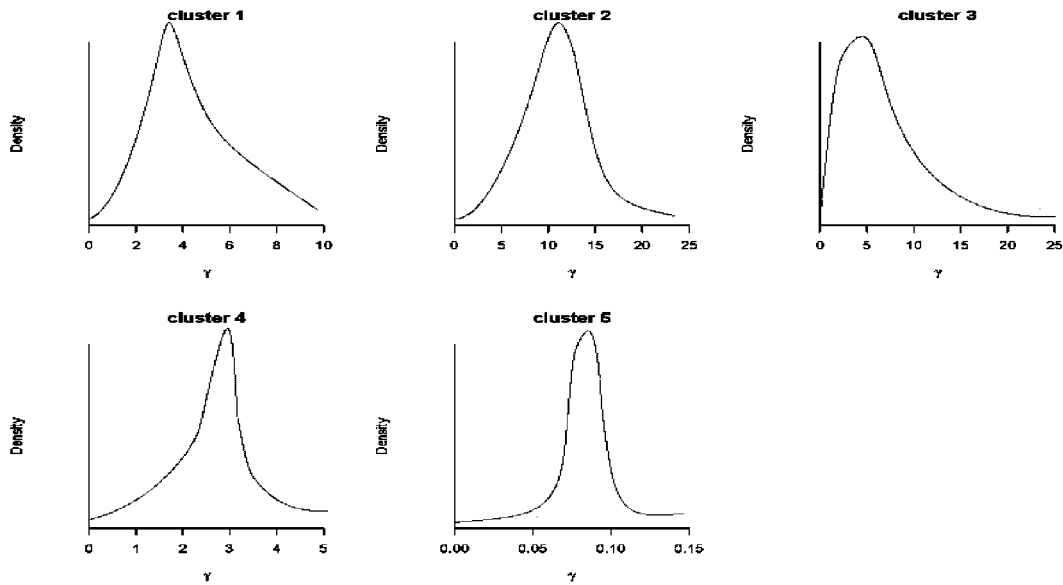 cluster 1
Density
0 2 4 6 8 10
γ
cluster 2
Density
0 5 10 15 20 25
γ
cluster 3
Density
0 5 10 15 20 25
γ
cluster 4
Density
0 1 2 3 4 5
γ
cluster 5
Density
0.00 0.05 0.10 0.15
γ